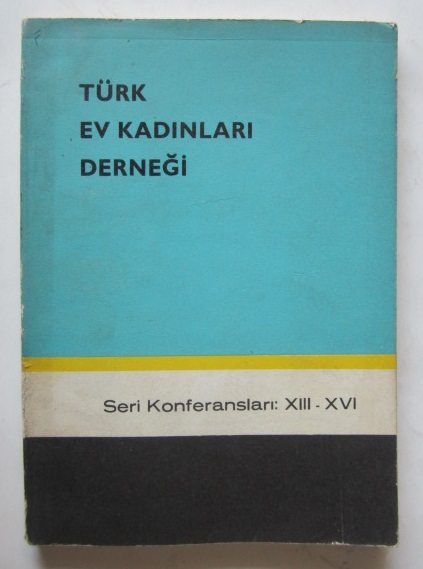 TÜRK
EV KADINLARI
DERNEĞİ
Seri Konferansları: XIII - XVI